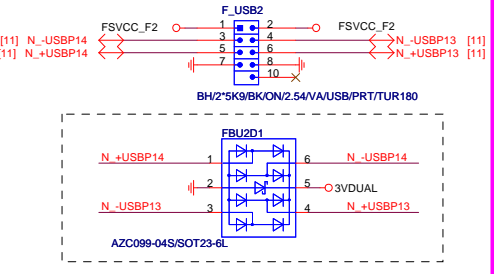 F_USB2
FSVCC_F2 1 2 FSVCC_F2
[11] N_-USBP14 3 4 N_-USBP13 [11]
[11] N_+USBP14 5 6 N_+USBP13 [11]
7 8
10
BH/2*5K9/BK/ON/2.54/VA/USB/PRT/TUR180
FBU2D1
N_+USBP14 1 6 N_-USBP14
2 5 3VDUAL
N_-USBP13 3 4 N_+USBP13
AZC099-04S/SOT23-6L